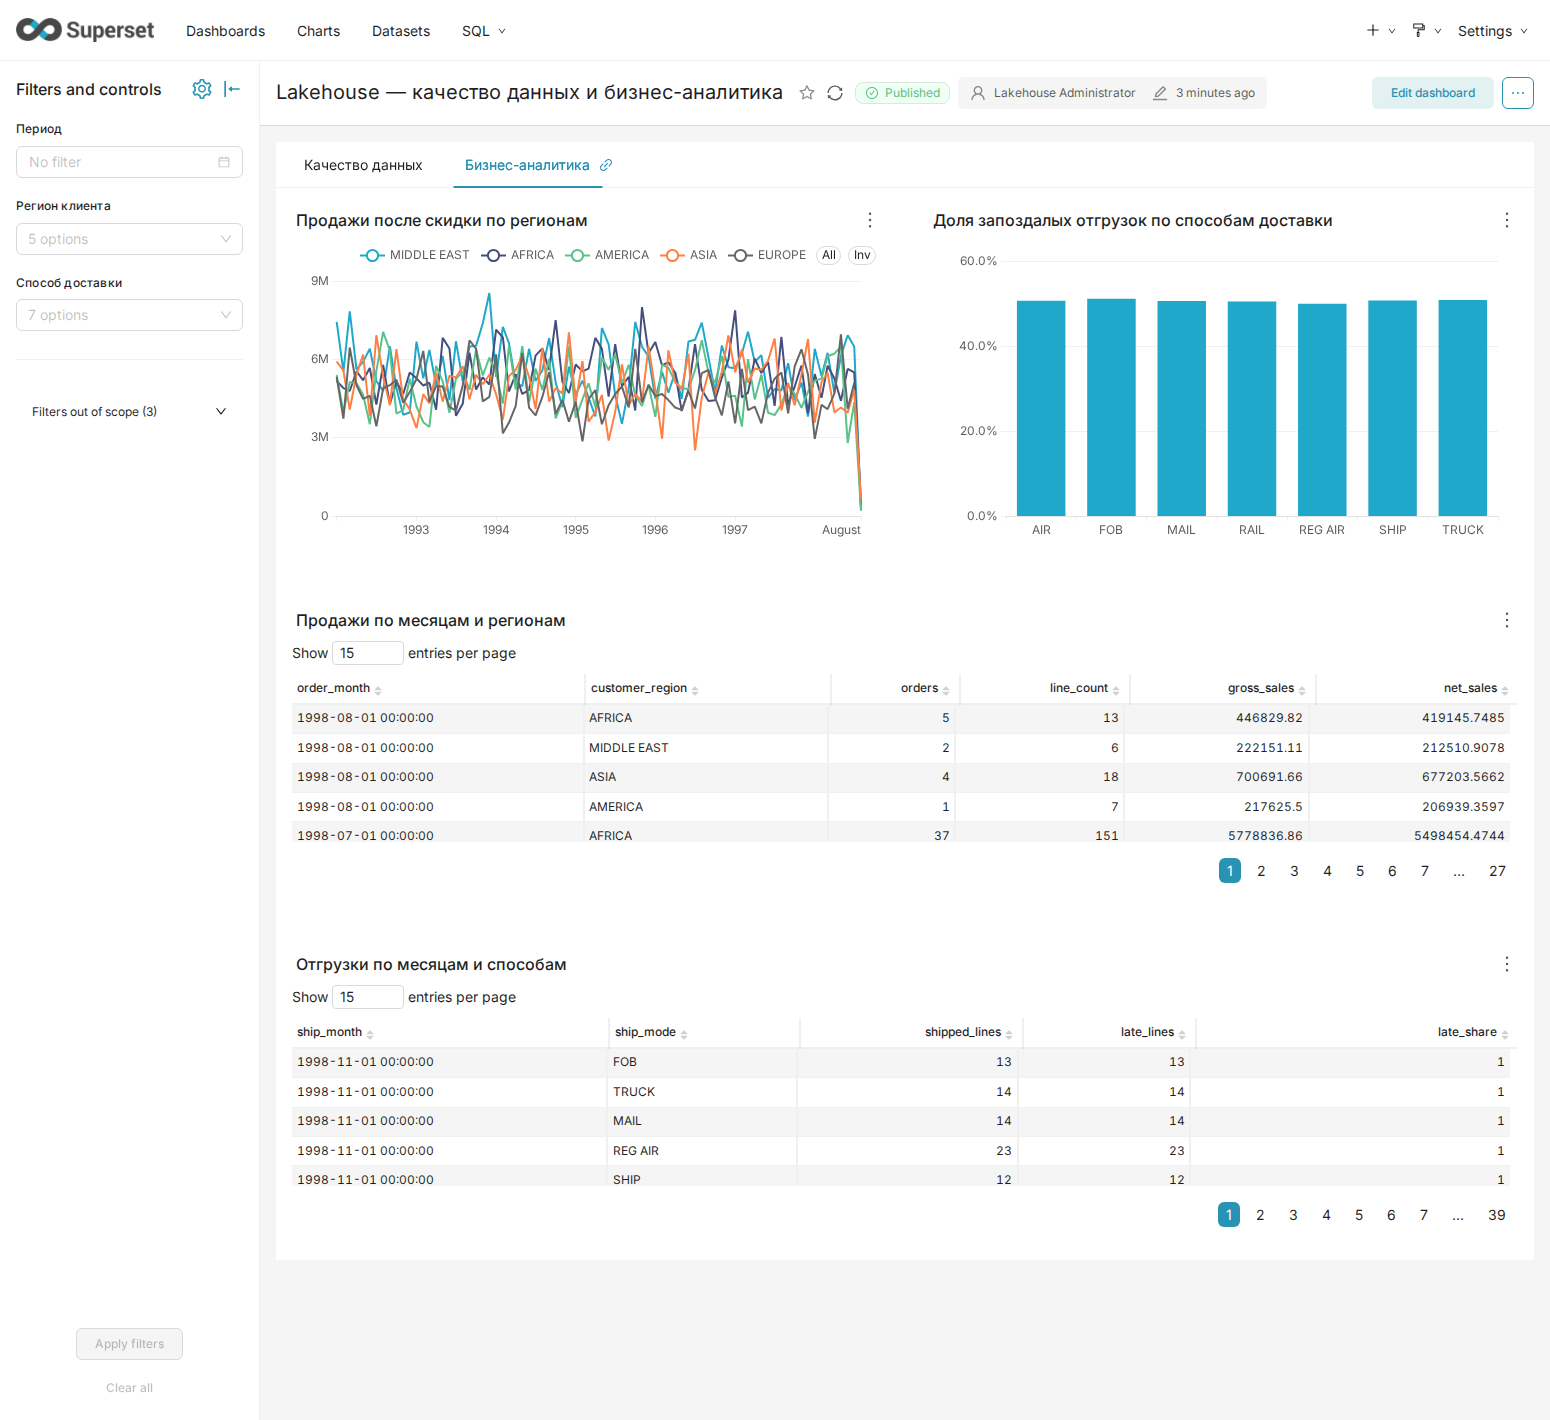 Superset Dashboards Charts Datasets SQL Settings
Filters and controls
Период
No filter
Регион клиента
5 options
Способ доставки
7 options
Filters out of scope (3)
Apply filters
Clear all
Lakehouse — качество данных и бизнес-аналитика Published Lakehouse Administrator 3 minutes ago Edit dashboard
Качество данных Бизнес-аналитика
Продажи после скидки по регионам
MIDDLE EAST AFRICA AMERICA ASIA EUROPE All Inv
9M
6M
3M
0
1993 1994 1995 1996 1997 August
Доля запоздалых отгрузок по способам доставки
60.0%
40.0%
20.0%
0.0%
AIR FOB MAIL RAIL REG AIR SHIP TRUCK
Продажи по месяцам и регионам
Show 15 entries per page
order_month customer_region orders line_count gross_sales net_sales
1998-08-01 00:00:00 AFRICA 5 13 446829.82 419145.7485
1998-08-01 00:00:00 MIDDLE EAST 2 6 222151.11 212510.9078
1998-08-01 00:00:00 ASIA 4 18 700691.66 677203.5662
1998-08-01 00:00:00 AMERICA 1 7 217625.5 206939.3597
1998-07-01 00:00:00 AFRICA 37 151 5778836.86 5498454.4744
1 2 3 4 5 6 7 ... 27
Отгрузки по месяцам и способам
Show 15 entries per page
ship_month ship_mode shipped_lines late_lines late_share
1998-11-01 00:00:00 FOB 13 13 1
1998-11-01 00:00:00 TRUCK 14 14 1
1998-11-01 00:00:00 MAIL 14 14 1
1998-11-01 00:00:00 REG AIR 23 23 1
1998-11-01 00:00:00 SHIP 12 12 1
1 2 3 4 5 6 7 ... 39